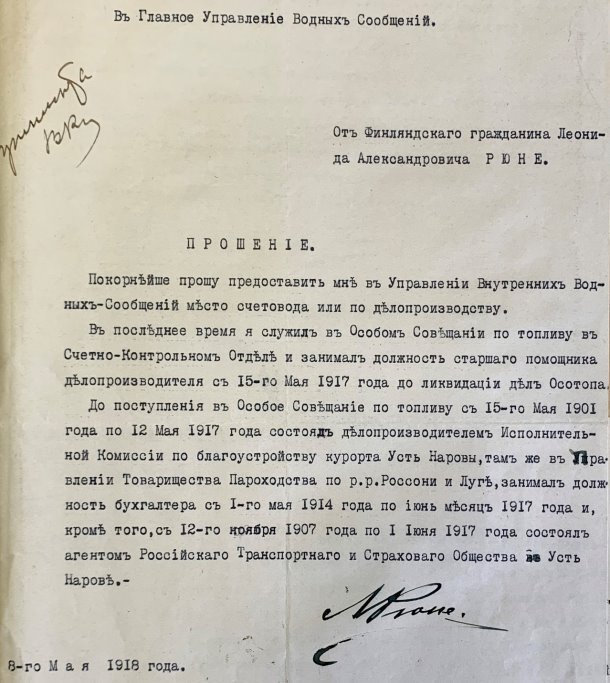 Въ Главное Управленіе Водныхъ Сообщеній.
Отъ Финляндскаго гражданина Леони-
да Александровича РЮНЕ.
ПРОШЕНІЕ.
Покорнѣйше прошу предоставить мнѣ въ Управленіи Внутреннихъ Вод-
ныхъ-Сообщеній мѣсто счетовода или по дѣлопроизводству.
Въ послѣднее время я служилъ въ Особомъ Совѣщаніи по топливу въ
Счетно-Контрольномъ Отдѣлѣ и занималъ должность старшаго помощника
дѣлопроизводителя съ 15-го Мая 1917 года до ликвидаціи дѣлъ Осотопа.
До поступленія въ Особое Совѣщаніе по топливу съ 15-го Мая 1901
года по 12 Мая 1917 года состоялъ дѣлопроизводителемъ Исполнитель-
ной Комиссіи по благоустройству курорта Усть Наровы,тамъ же въ Прав-
леніи Товарищества Пароходства по р.р.Россони и Лугѣ,занималъ долж-
ность бухгалтера съ I-го мая 1914 года по іюнь мѣсяцъ 1917 года и,
кромѣ того,съ 12-го ноября 1907 года по I Іюня 1917 года состоялъ
агентомъ Россійскаго Транспортнаго и Страховаго Общества въ Усть
Наровѣ.-
ЛРюне.
8-го Мая 1918 года.